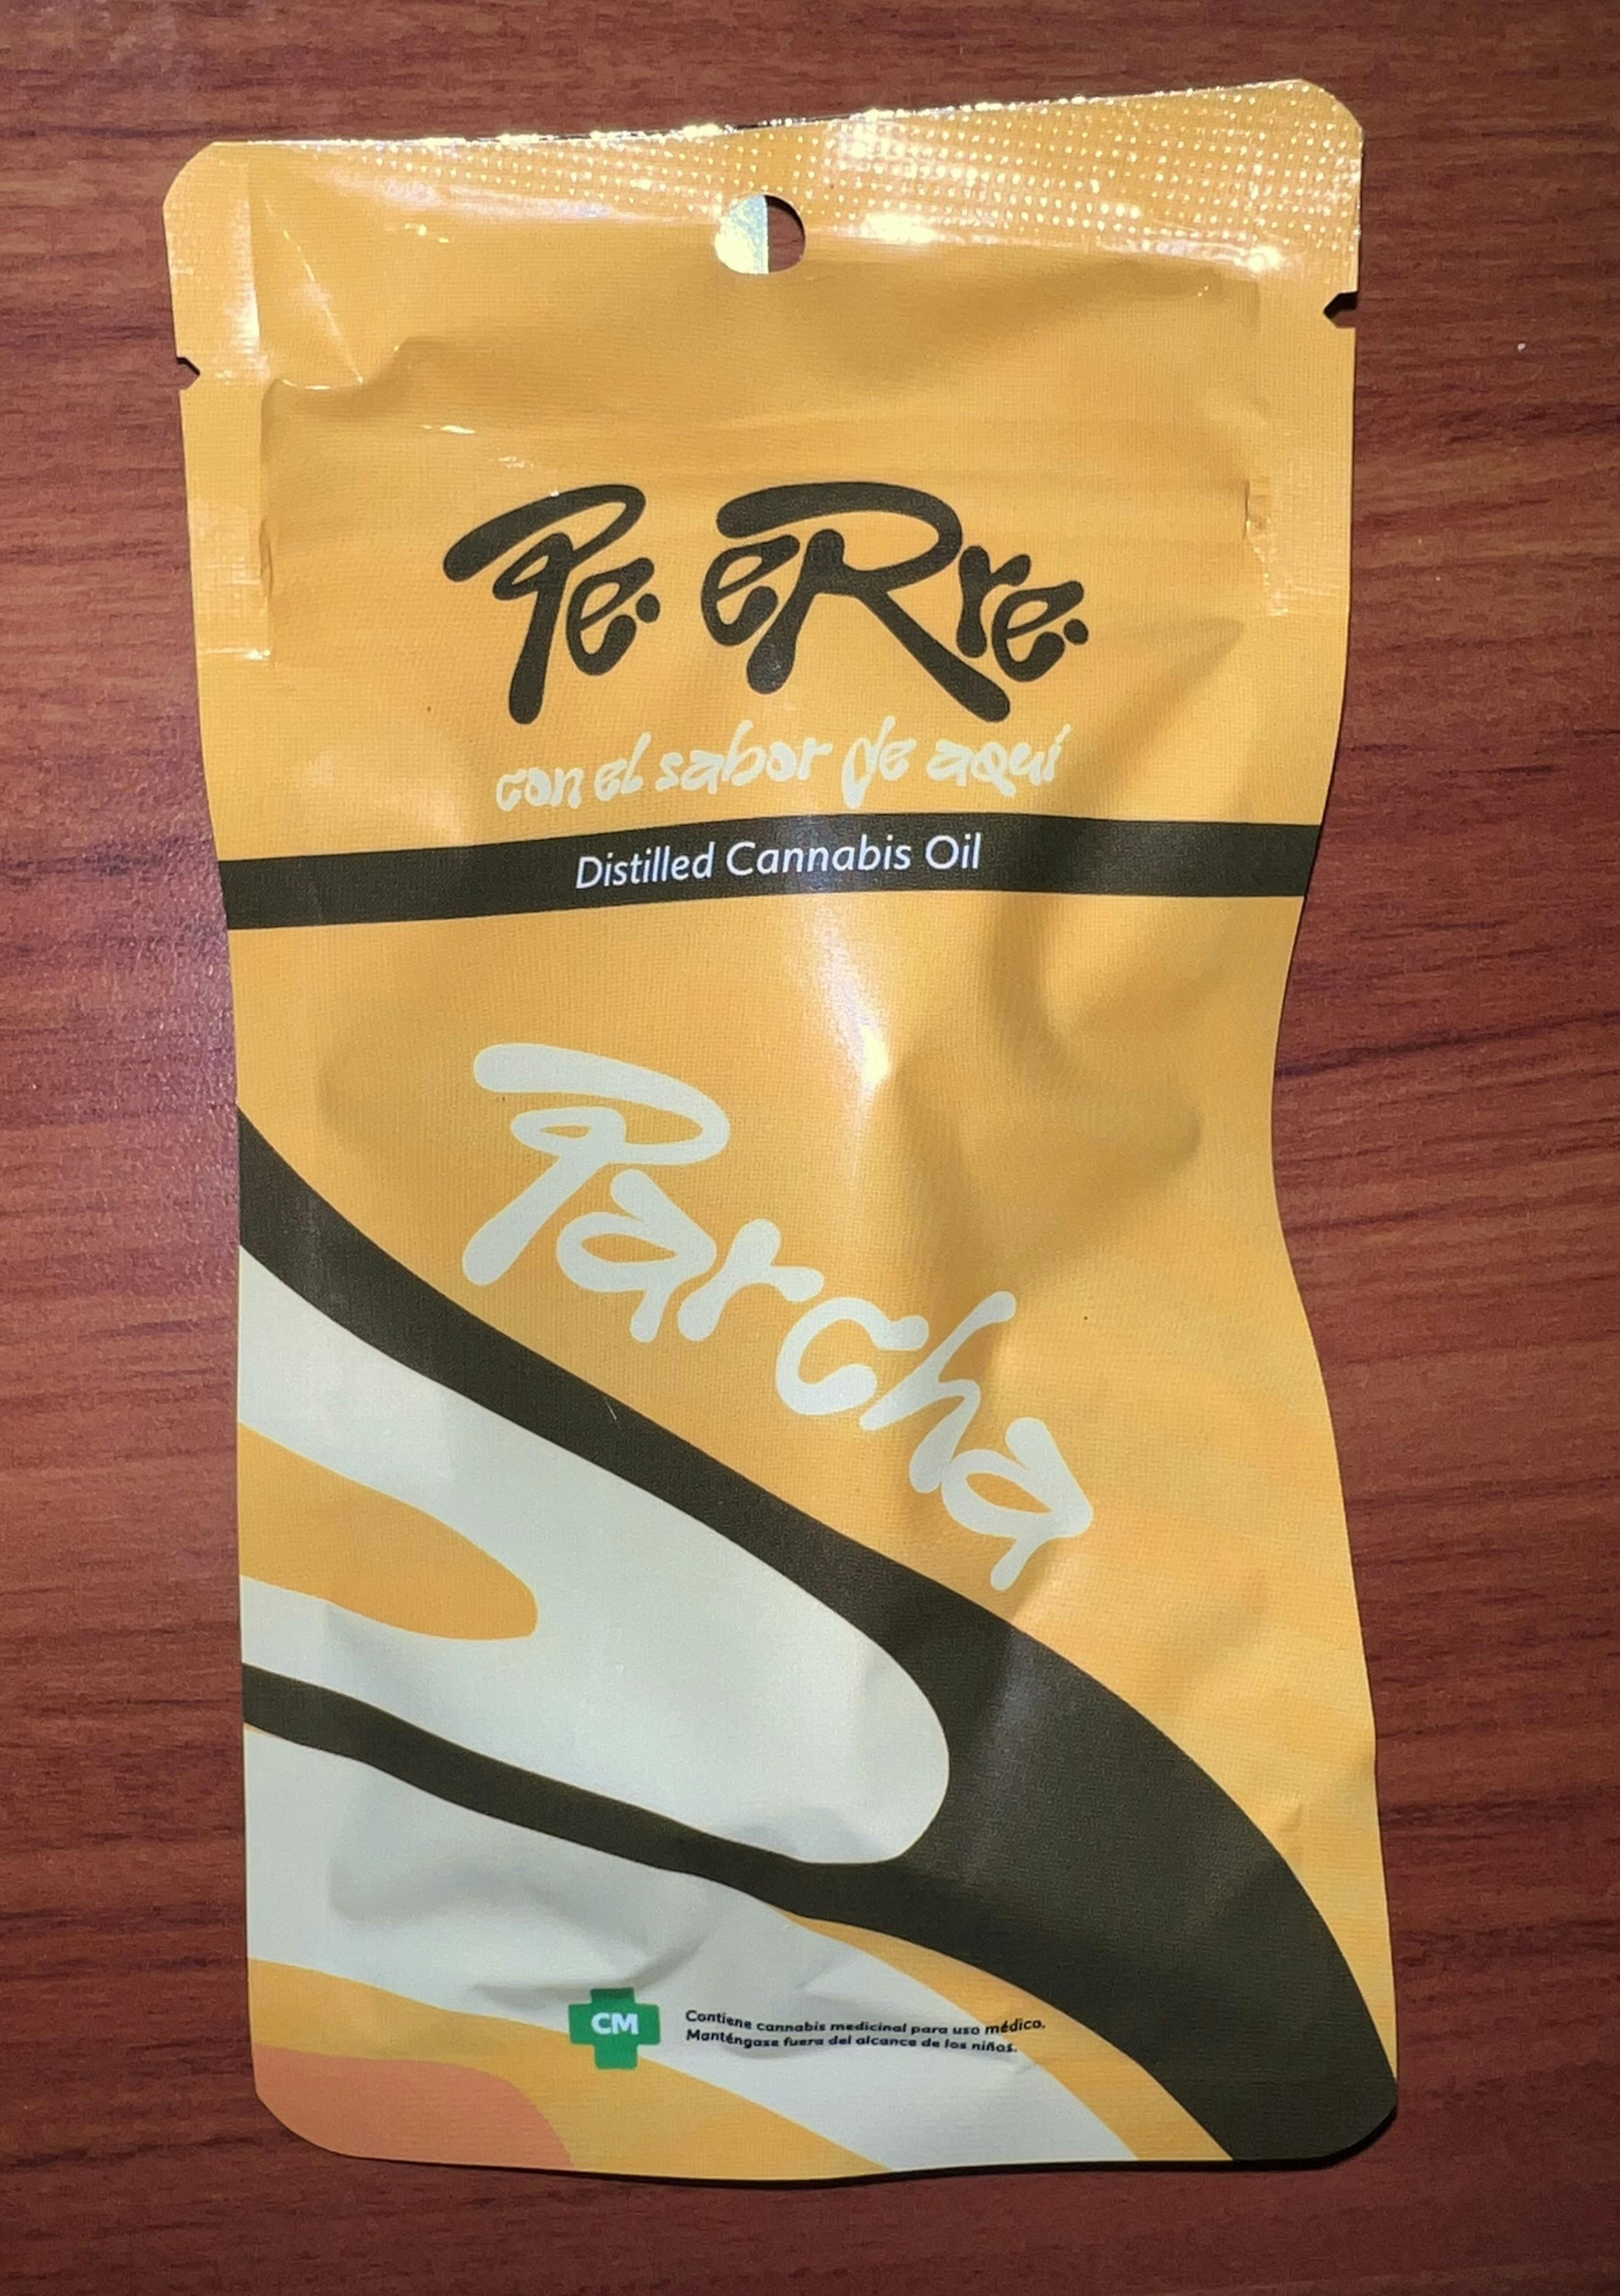 Pe. eRre.
con el sabor de aquí
Distilled Cannabis Oil
Parcha
CM
Contiene cannabis medicinal para uso médico.
Manténgase fuera del alcance de los niños.